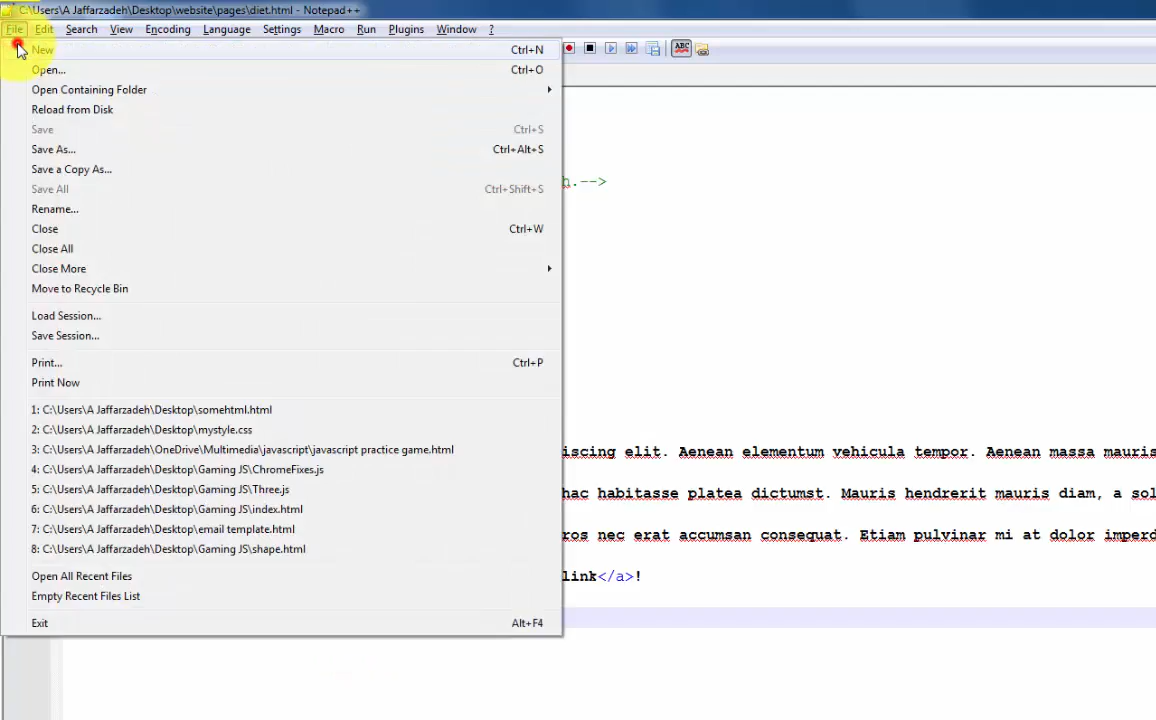 C:\Users\A Jaffarzadeh\Desktop\website\pages\diet.html - Notepad++
File Edit Search View Encoding Language Settings Macro Run Plugins Window ?
New Ctrl+N
Open... Ctrl+O
Open Containing Folder
Reload from Disk
Save Ctrl+S
Save As... Ctrl+Alt+S
Save a Copy As...
-->
Save All Ctrl+Shift+S
Rename...
Close Ctrl+W
Close All
Close More
Move to Recycle Bin
Load Session...
Save Session...
Print... Ctrl+P
Print Now
1: C:\Users\A Jaffarzadeh\Desktop\somehtml.html
2: C:\Users\A Jaffarzadeh\Desktop\mystyle.css
3: C:\Users\A Jaffarzadeh\OneDrive\Multimedia\javascript\javascript practice game.html
iscing elit. Aenean elementum vehicula tempor. Aenean massa mauris
4: C:\Users\A Jaffarzadeh\Desktop\Gaming JS\ChromeFixes.js
5: C:\Users\A Jaffarzadeh\Desktop\Gaming JS\Three.js
hac habitasse platea dictumst. Mauris hendrerit mauris diam, a sol
6: C:\Users\A Jaffarzadeh\Desktop\Gaming JS\index.html
7: C:\Users\A Jaffarzadeh\Desktop\email template.html
ros nec erat accumsan consequat. Etiam pulvinar mi at dolor imperd
8: C:\Users\A Jaffarzadeh\Desktop\Gaming JS\shape.html
Open All Recent Files
link</a>!
Empty Recent Files List
Exit Alt+F4